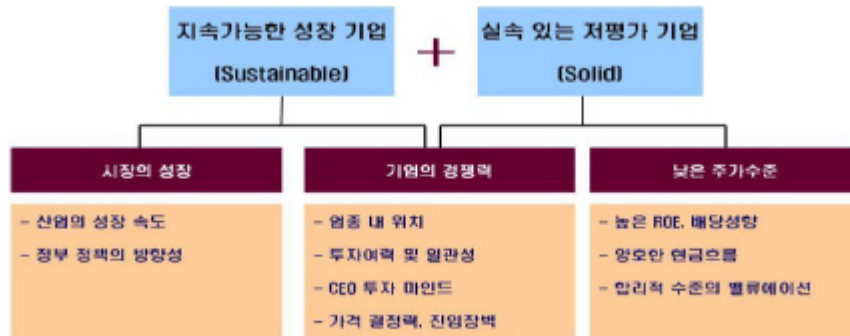 지속가능한 성장 기업
(Sustainable)
+
실속 있는 저평가 기업
(Solid)
시장의 성장
기업의 경쟁력
낮은 주가수준
- 산업의 성장 속도
- 정부 정책의 방향성
- 업종 내 위치
- 투자여력 및 일관성
- CEO 투자 마인드
- 가격 결정력, 진입장벽
- 높은 ROE, 배당성향
- 양호한 현금흐름
- 합리적 수준의 밸류에이션